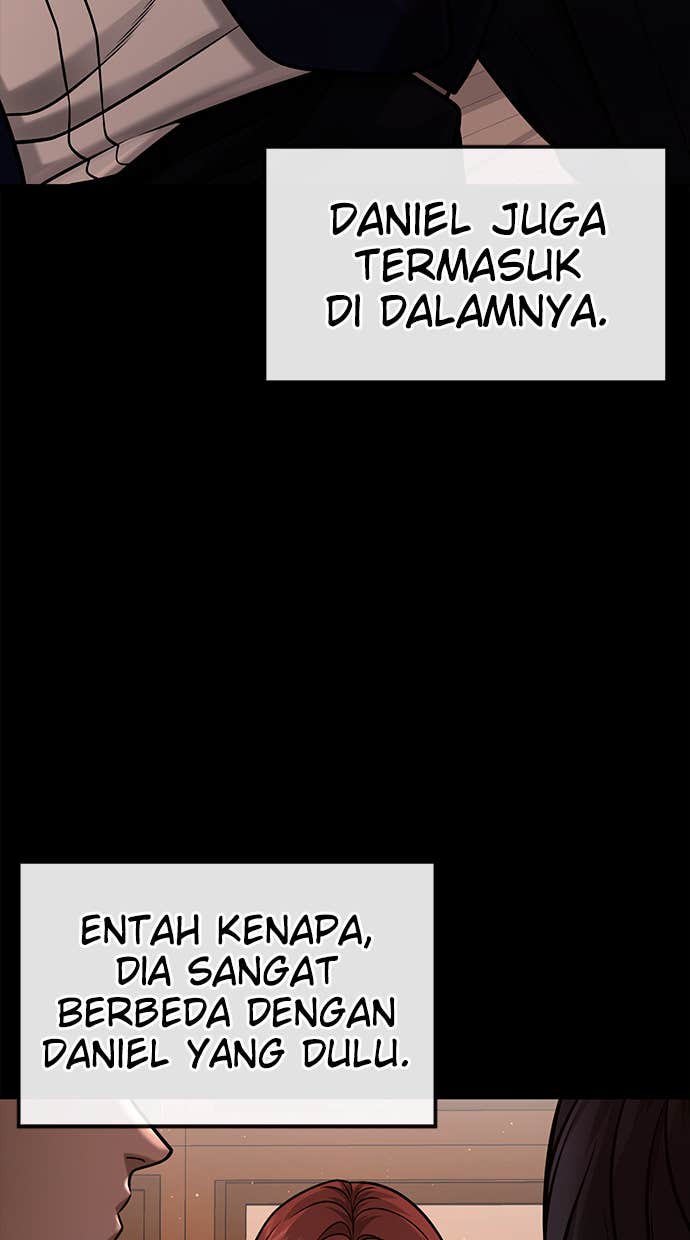 DANIEL JUGA
TERMASUK
DI DALAMNYA.
ENTAH KENAPA,
DIA SANGAT
BERBEDA DENGAN
DANIEL YANG DULU.